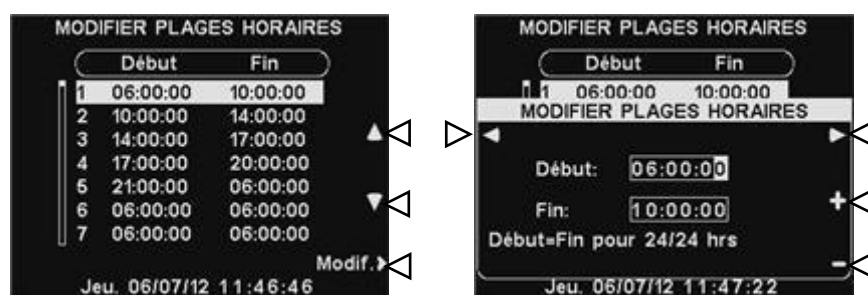 MODIFIER PLAGES HORAIRES
Début Fin
1 06:00:00 10:00:00
2 10:00:00 14:00:00
3 14:00:00 17:00:00
4 17:00:00 20:00:00
5 21:00:00 06:00:00
6 06:00:00 06:00:00
7 06:00:00 06:00:00
Modif.
Jeu. 06/07/12 11:46:46
MODIFIER PLAGES HORAIRES
Début Fin
1 06:00:00 10:00:00
MODIFIER PLAGES HORAIRES
Début: 06:00:00
+
Fin: 10:00:00
Début=Fin pour 24/24 hrs
-
Jeu. 06/07/12 11:47:22